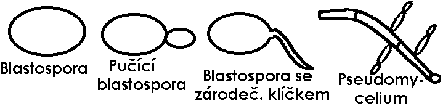 Blastospora
Pučící
blastospora
Blastospora se
zárodeč. klíčkem
Pseudomy-
celium